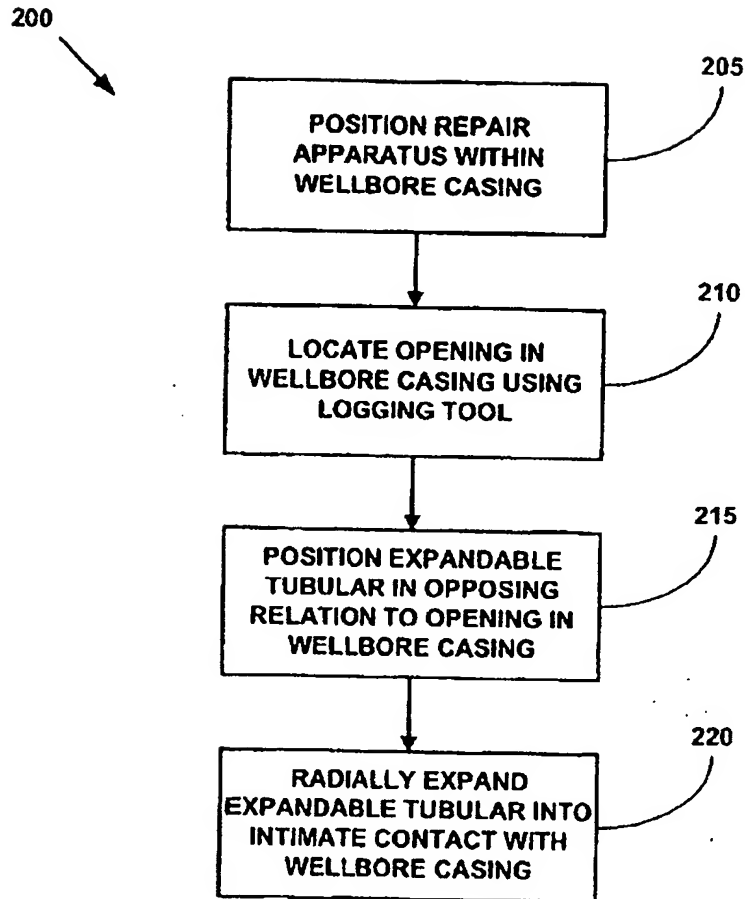 200
205
POSITION REPAIR
APPARATUS WITHIN
WELLBORE CASING
210
LOCATE OPENING IN
WELLBORE CASING USING
LOGGING TOOL
215
POSITION EXPANDABLE
TUBULAR IN OPPOSING
RELATION TO OPENING IN
WELLBORE CASING
220
RADIALLY EXPAND
EXPANDABLE TUBULAR INTO
INTIMATE CONTACT WITH
WELLBORE CASING